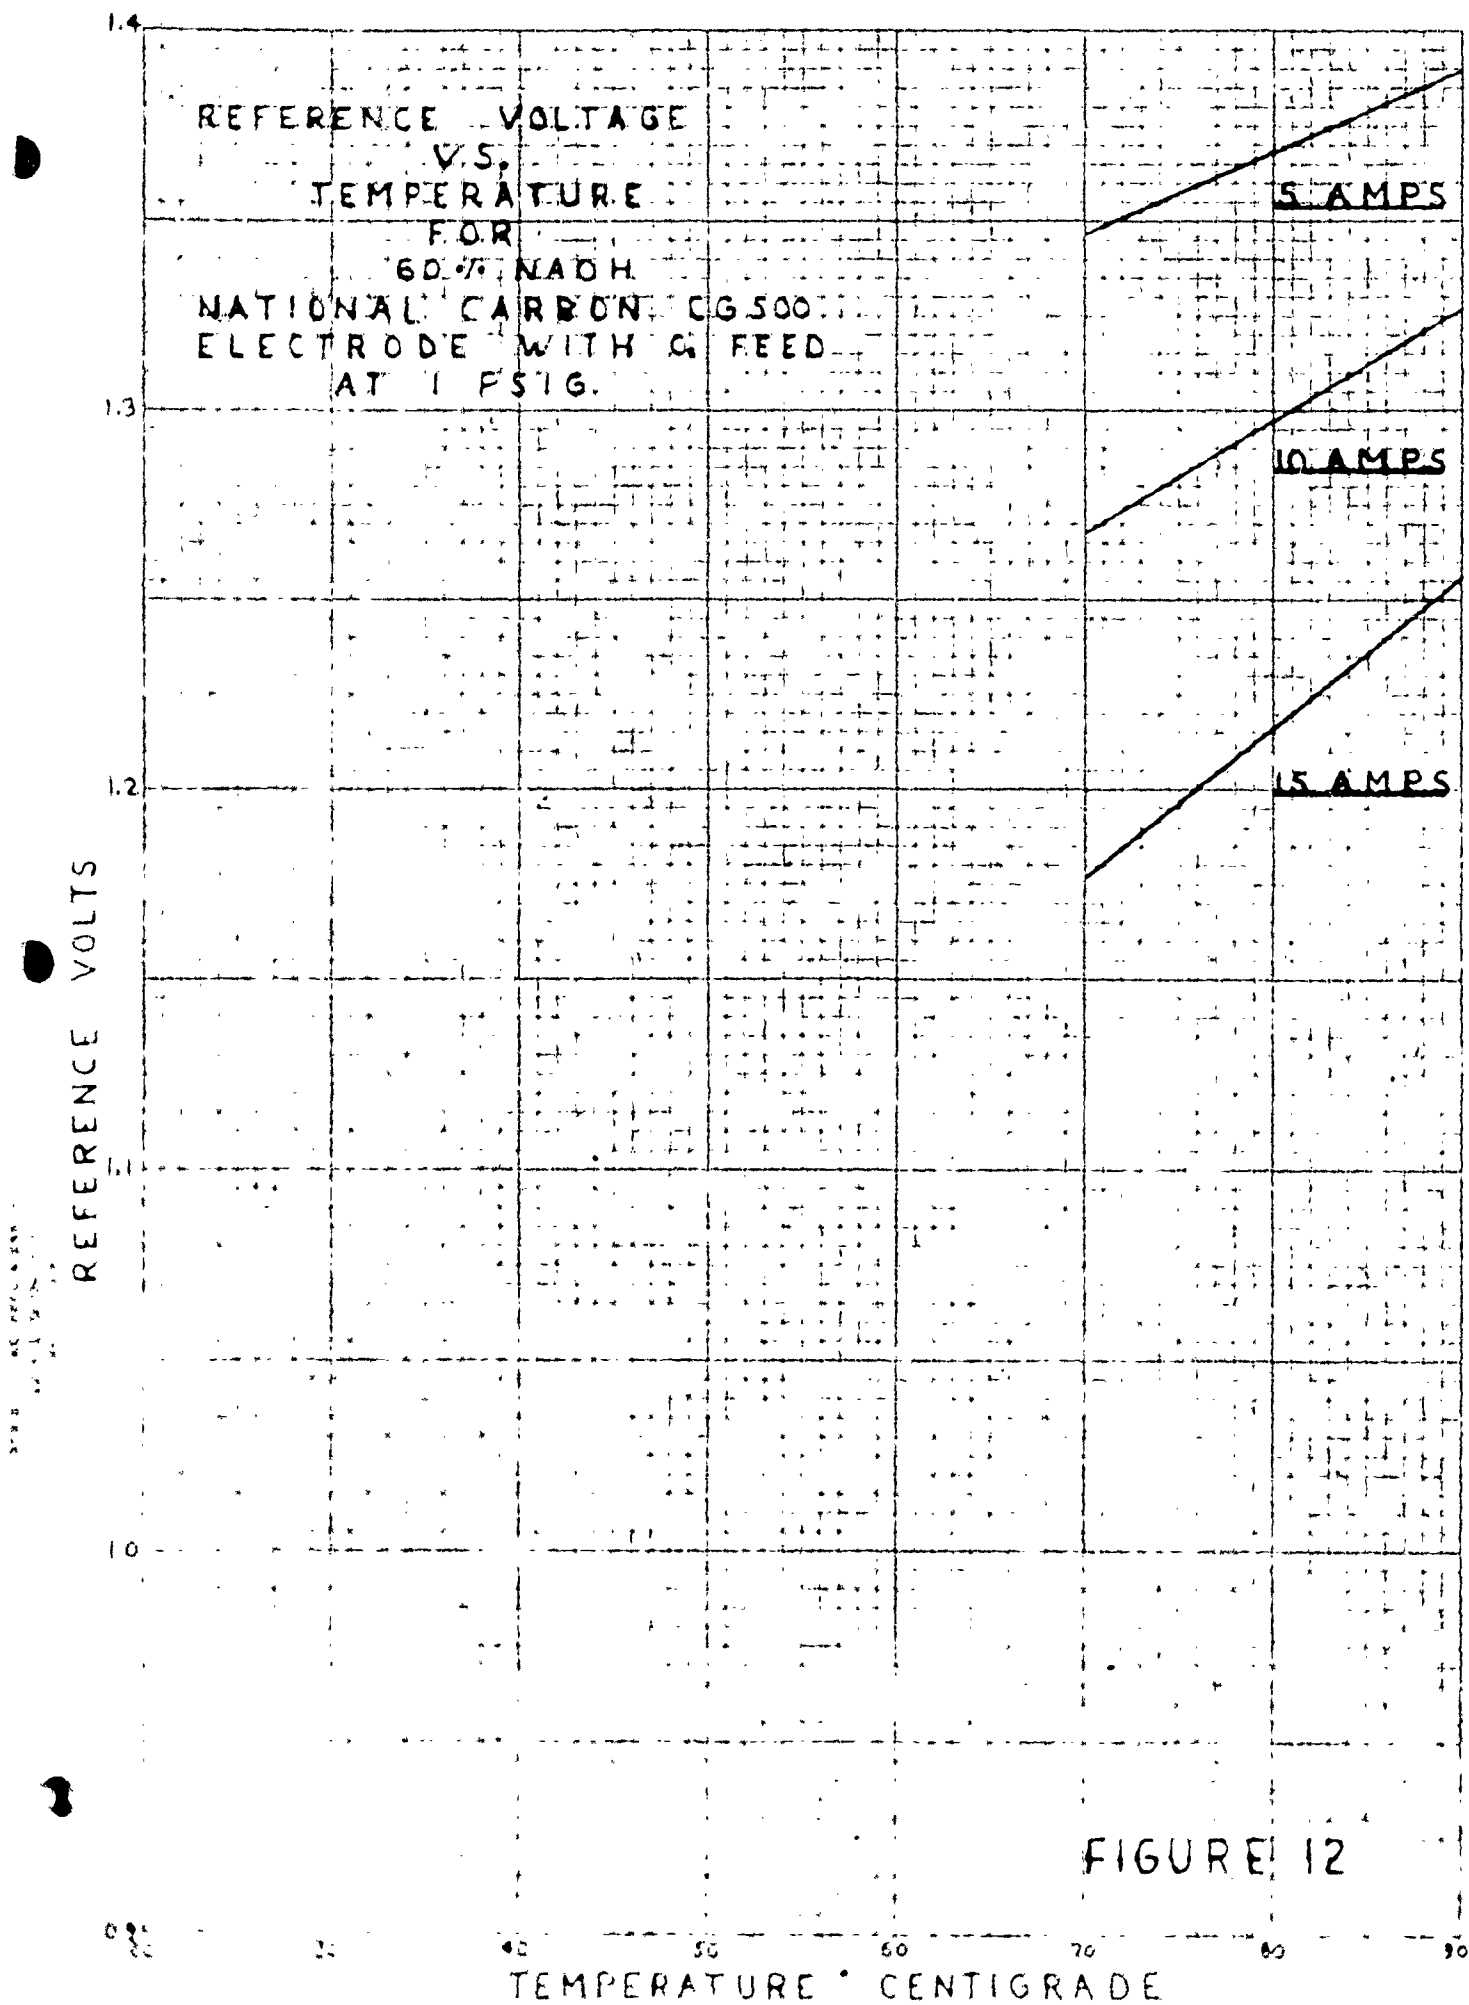 1.4
REFERENCE VOLTAGE
VS.
TEMPERATURE
FOR
60% NAOH
NATIONAL CARBON CG500
ELECTRODE WITH FEED
AT 1 PSIG.
5 AMPS
1.3
10 AMPS
1.2
15 AMPS
REFERENCE VOLTS
1.1
1.0
FIGURE 12
40 50 60 70 80 90
TEMPERATURE ° CENTIGRADE